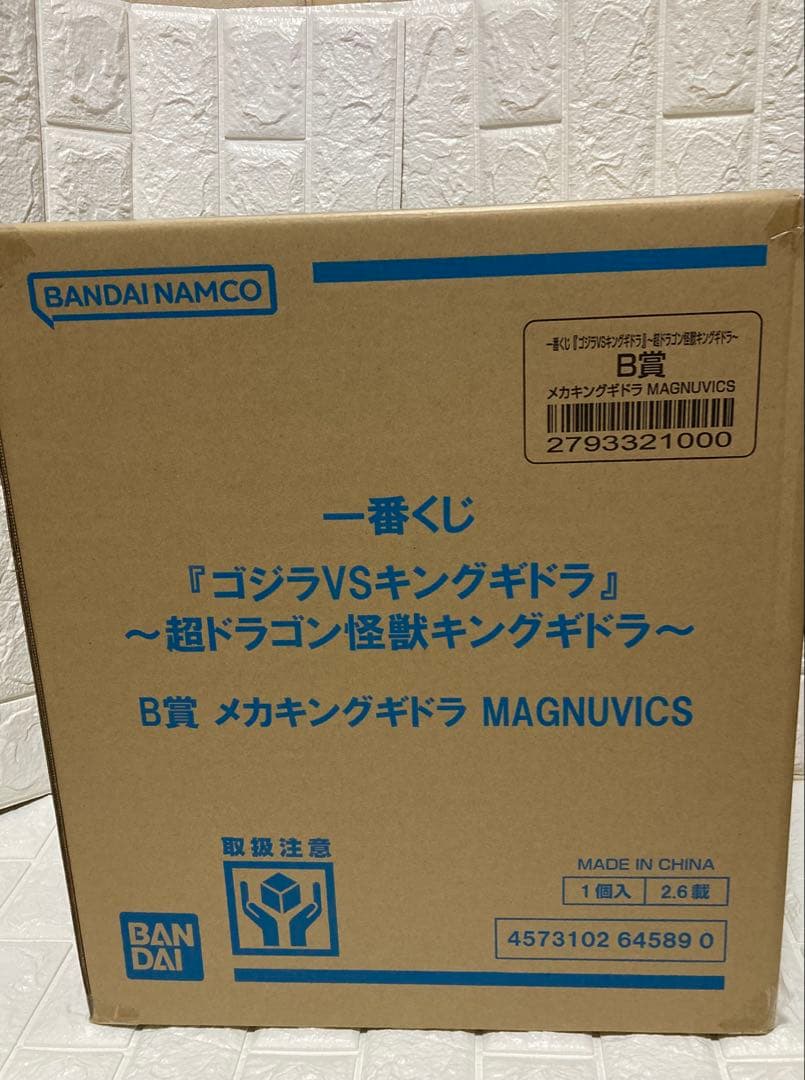 BANDAI NAMCO
一番くじ『ゴジラVSキングギドラ』~超ドラゴン怪獣キングギドラ~
B賞
メカキングギドラ MAGNUVICS
2793321000
一番くじ
『ゴジラVSキングギドラ』
~超ドラゴン怪獣キングギドラ~
B賞 メカキングギドラ MAGNUVICS
取扱注意
MADE IN CHINA
1個入 2.6載
BAN
DAI
4573102 64589 0